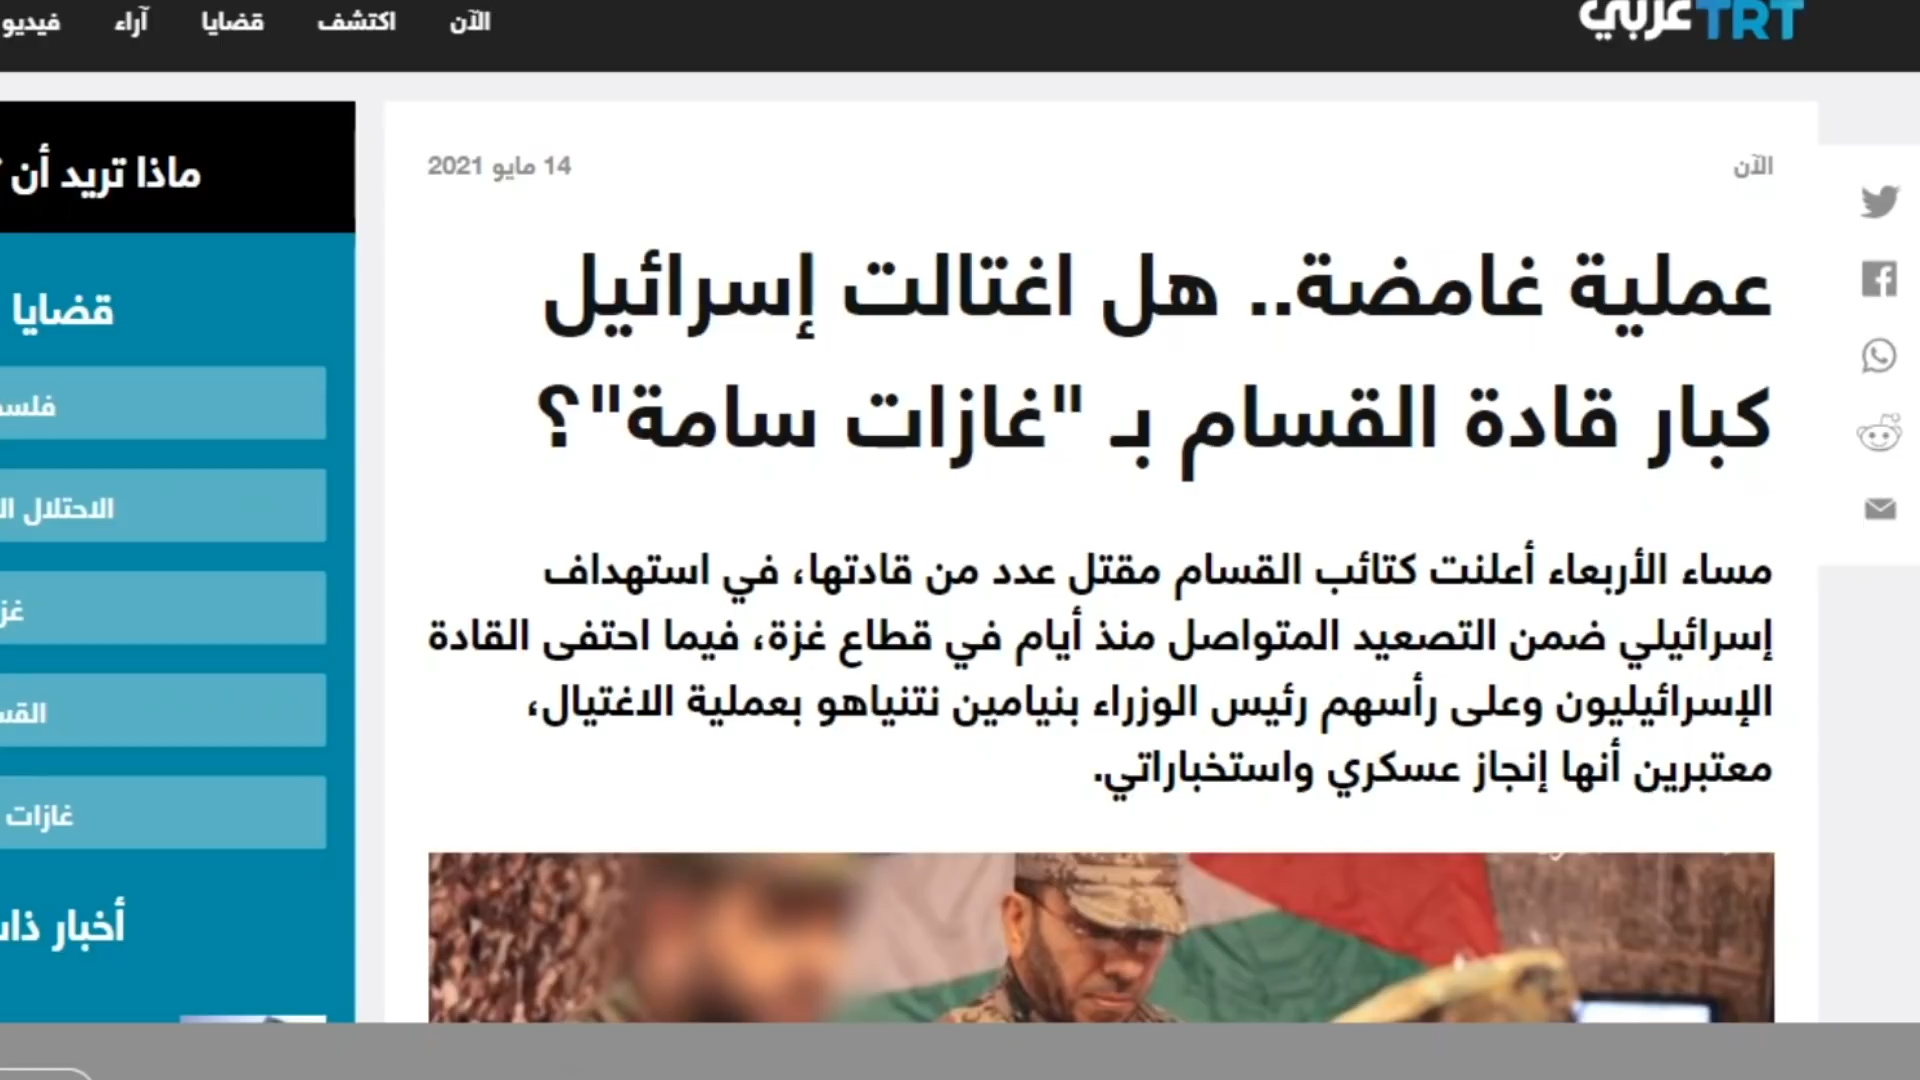 TRT عربي
الآن اكتشف قضايا آراء فيديو
الآن
14 مايو 2021
عملية غامضة.. هل اغتالت إسرائيل
كبار قادة القسام بـ "غازات سامة"؟
مساء الأربعاء أعلنت كتائب القسام مقتل عدد من قادتها، في استهداف
إسرائيلي ضمن التصعيد المتواصل منذ أيام في قطاع غزة، فيما احتفى القادة
الإسرائيليون وعلى رأسهم رئيس الوزراء بنيامين نتنياهو بعملية الاغتيال،
معتبرين أنها إنجاز عسكري واستخباراتي.
ماذا تريد أن
قضايا
الاحتلال
غازات
أخبار